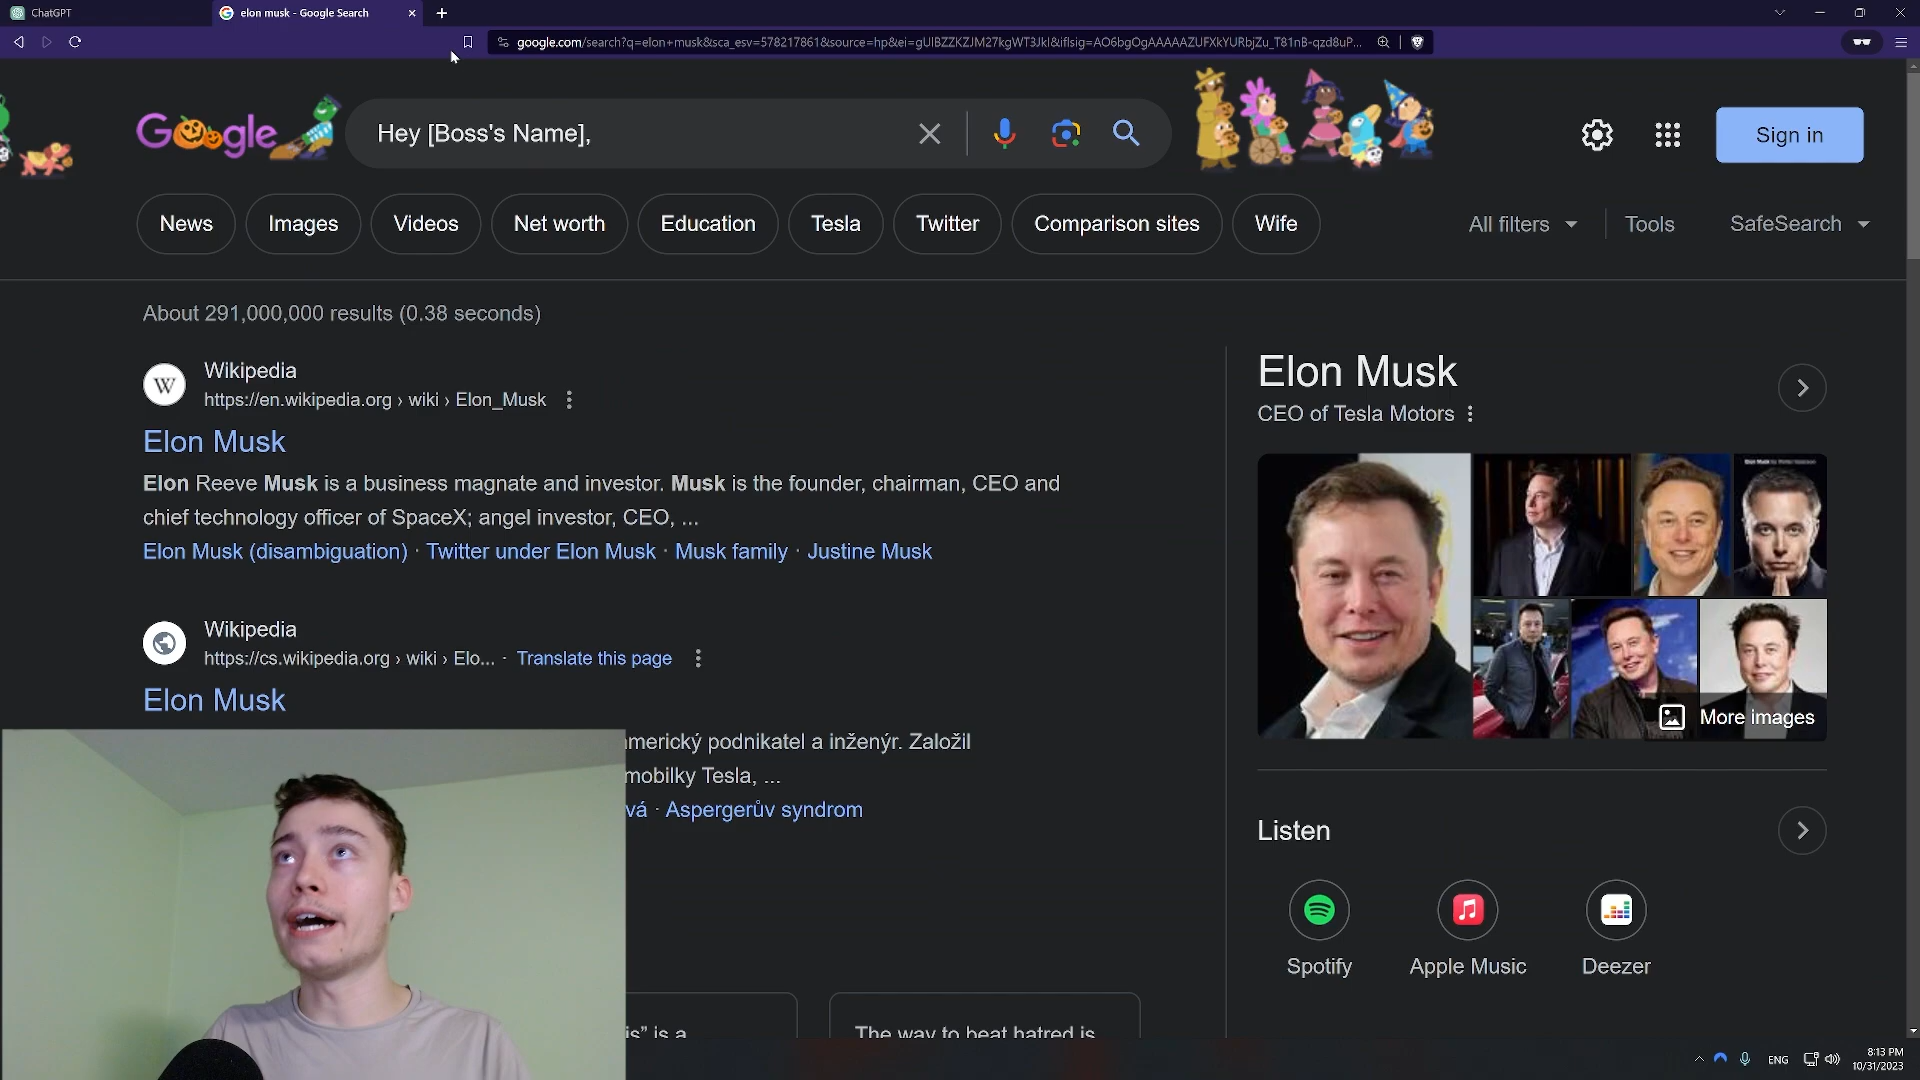 ChatGPT
elon musk - Google Search
google.com/search?q=elon+musk&sca_esv=578217861&source=hp&ei=gUlBZZKZJM27kgWT3JkI&iflsig=AO6bgOgAAAAAZUFXkYURbjZu_T81nB-qzd8uP...
Google
Hey [Boss's Name],
Sign in
News
Images
Videos
Net worth
Education
Tesla
Twitter
Comparison sites
Wife
All filters
Tools
SafeSearch
About 291,000,000 results (0.38 seconds)
W
Wikipedia
https://en.wikipedia.org › wiki › Elon_Musk
Elon Musk
Elon Reeve Musk is a business magnate and investor. Musk is the founder, chairman, CEO and
chief technology officer of SpaceX; angel investor, CEO, ...
Elon Musk (disambiguation) · Twitter under Elon Musk · Musk family · Justine Musk
Wikipedia
https://cs.wikipedia.org › wiki › Elo... · Translate this page
Elon Musk
merický podnikatel a inženýr. Založil
mobilky Tesla, ...
vá · Aspergerův syndrom
is" is a
The way to beat hatred is
Elon Musk
CEO of Tesla Motors
More images
Listen
Spotify
Apple Music
Deezer
ENG
8:13 PM
10/31/2023